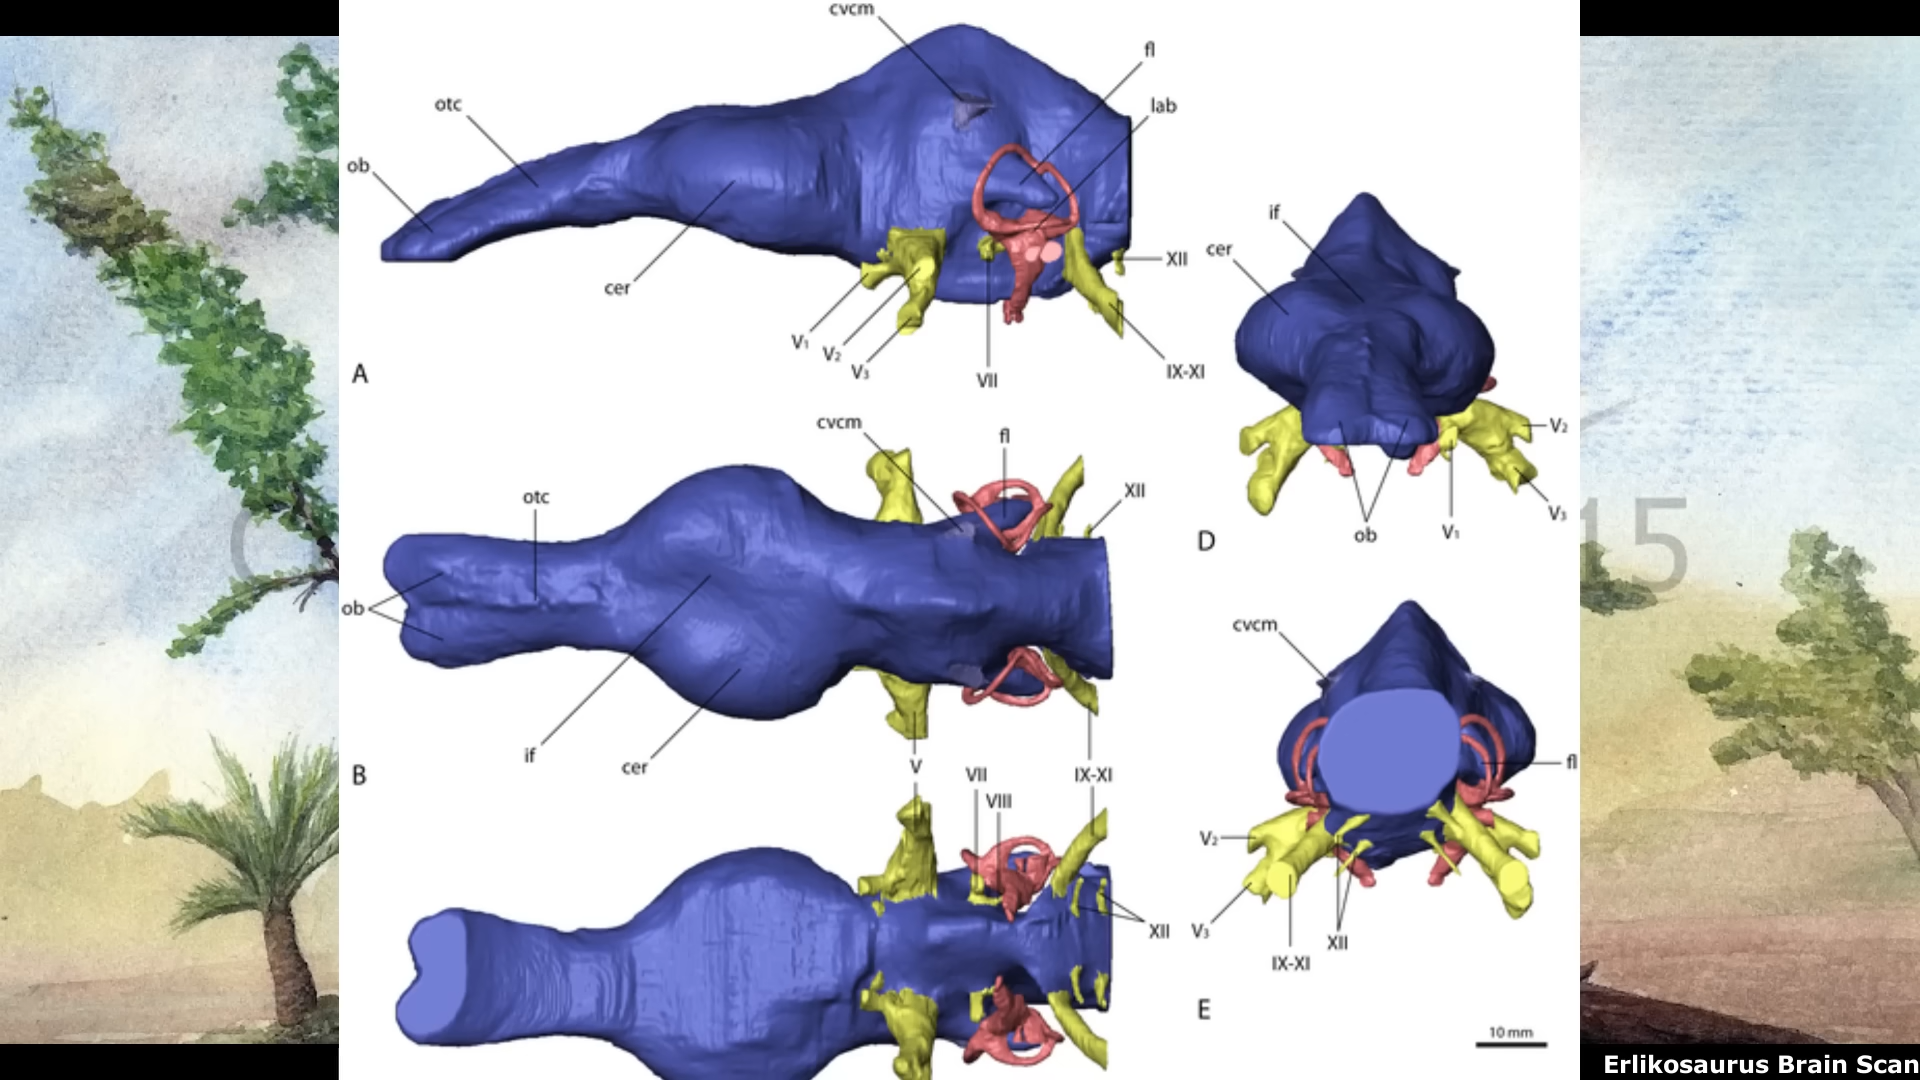 cvcm
fl
otc
lab
ob
if
cer
XII
cer
V1
V2
V3
VII
IX-XI
A
V2
cvcm
fl
V3
otc
XII
ob
V1
D
ob
cvcm
if
cer
V
VII
IX-XI
fl
B
VIII
V2
XII
V3
XII
IX-XI
E
10 mm
15
Erlikosaurus Brain Scan